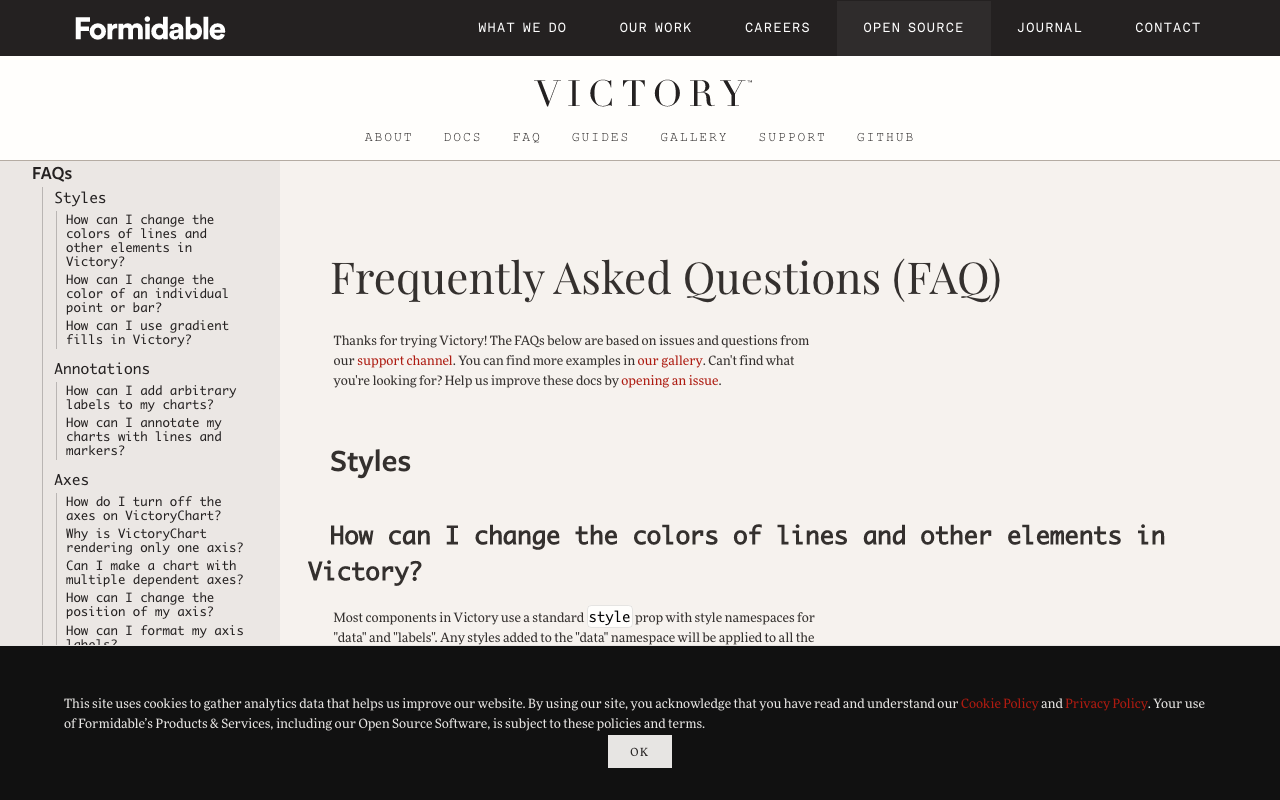 Formidable
WHAT WE DO
OUR WORK
CAREERS
OPEN SOURCE
JOURNAL
CONTACT
VICTORY™
ABOUT
DOCS
FAQ
GUIDES
GALLERY
SUPPORT
GITHUB
FAQs
Styles
How can I change the
colors of lines and
other elements in
Victory?
How can I change the
color of an individual
point or bar?
How can I use gradient
fills in Victory?
Annotations
How can I add arbitrary
labels to my charts?
How can I annotate my
charts with lines and
markers?
Axes
How do I turn off the
axes on VictoryChart?
Why is VictoryChart
rendering only one axis?
Can I make a chart with
multiple dependent axes?
How can I change the
position of my axis?
How can I format my axis
labels?
Frequently Asked Questions (FAQ)
Thanks for trying Victory! The FAQs below are based on issues and questions from
our support channel. You can find more examples in our gallery. Can't find what
you're looking for? Help us improve these docs by opening an issue.
Styles
How can I change the colors of lines and other elements in
Victory?
Most components in Victory use a standard style prop with style namespaces for
"data" and "labels". Any styles added to the "data" namespace will be applied to all the
This site uses cookies to gather analytics data that helps us improve our website. By using our site, you acknowledge that you have read and understand our Cookie Policy and Privacy Policy. Your use
of Formidable's Products & Services, including our Open Source Software, is subject to these policies and terms.
OK